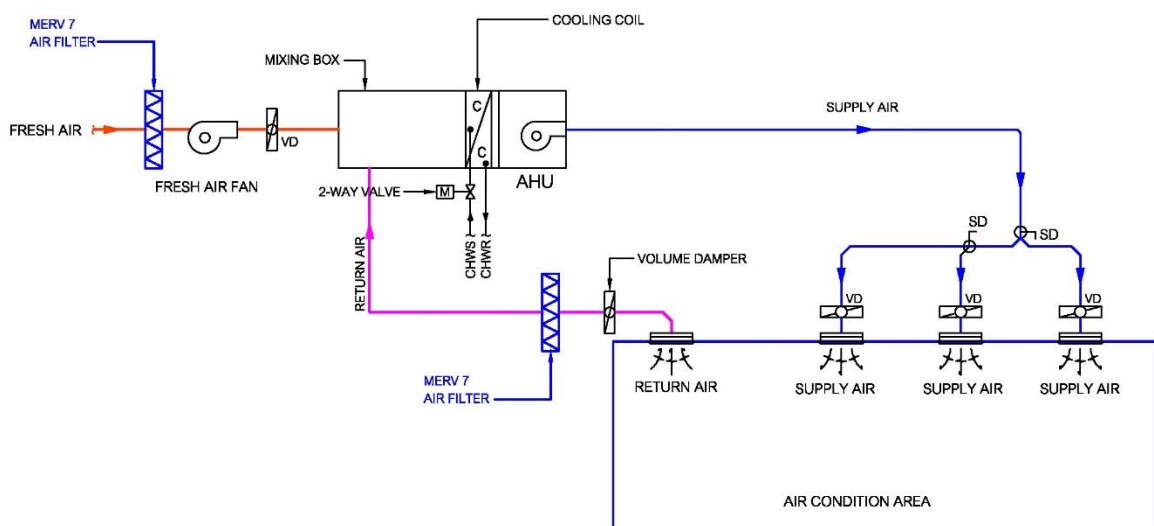 MERV 7
AIR FILTER
COOLING COIL
MIXING BOX
SUPPLY AIR
FRESH AIR
VD
C
C
FRESH AIR FAN
AHU
2-WAY VALVE
M
RETURN AIR
CHWS
CHWR
SD
SD
VOLUME DAMPER
VD
VD
VD
MERV 7
AIR FILTER
RETURN AIR
SUPPLY AIR
SUPPLY AIR
SUPPLY AIR
AIR CONDITION AREA